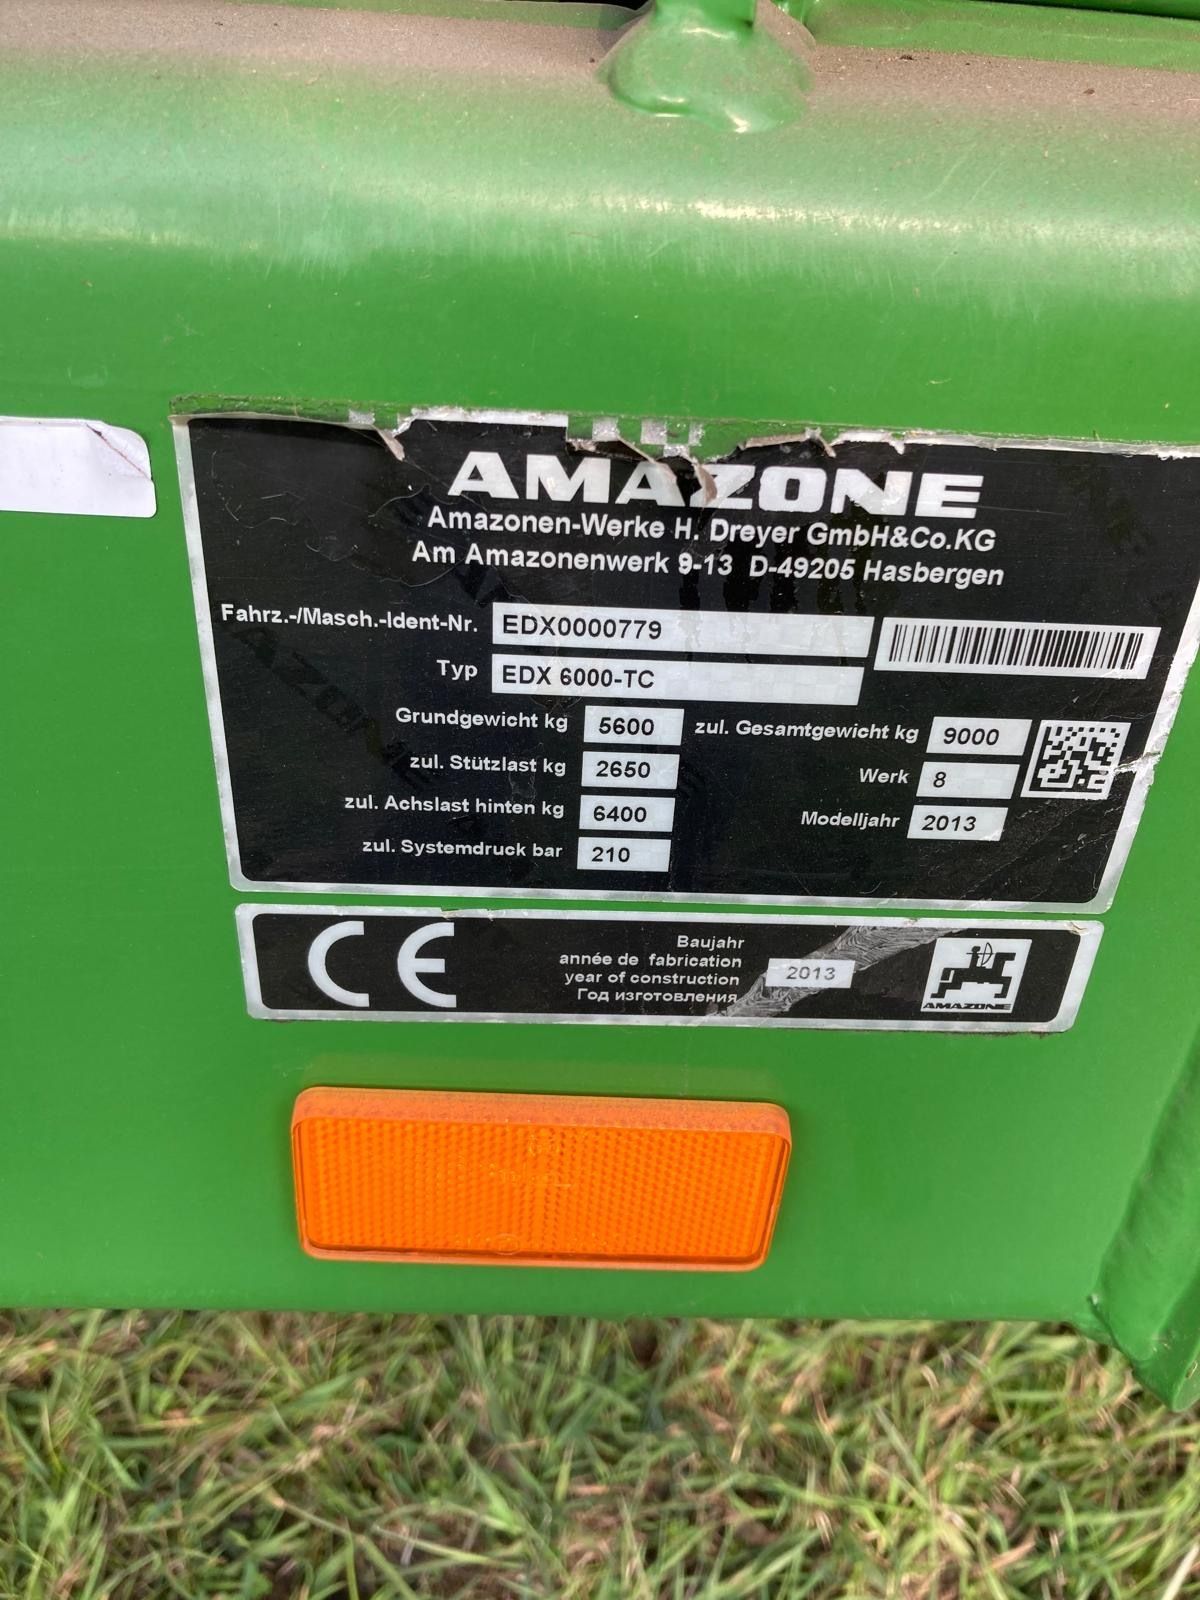 AMAZONE
Amazonen-Werke H. Dreyer GmbH&Co.KG
Am Amazonenwerk 9-13 D-49205 Hasbergen
Fahrz.-/Masch.-Ident-Nr. EDX0000779
Typ EDX 6000-TC
Grundgewicht kg 5600 zul. Gesamtgewicht kg 9000
zul. Stützlast kg 2650 Werk 8
zul. Achslast hinten kg 6400 Modelljahr 2013
zul. Systemdruck bar 210
CE
Baujahr
année de fabrication
year of construction 2013
Год изготовления
AMAZONE